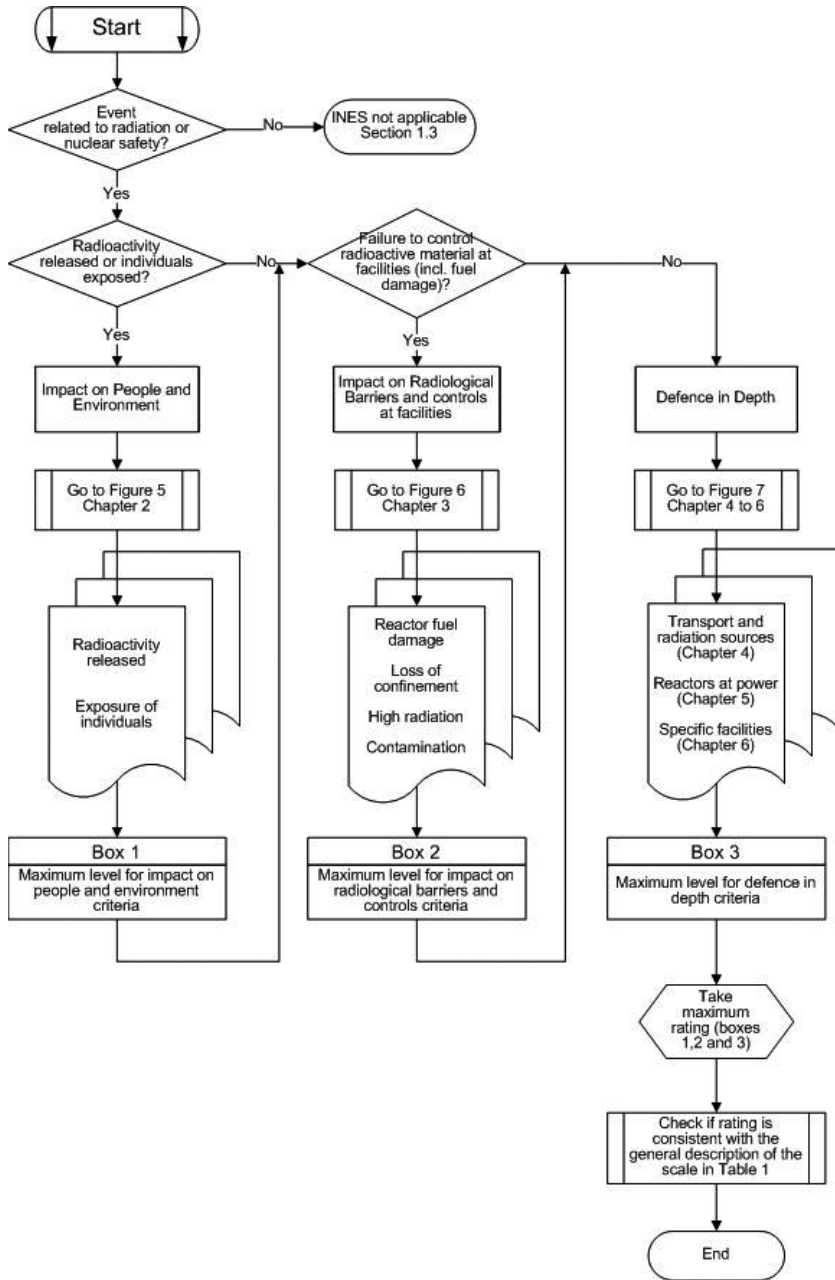 Start
Event
related to radiation or
nuclear safety?
No
INES not applicable
Section 1.3
Yes
Radioactivity
released or individuals
exposed?
No
Failure to control
radioactive material at
facilities (incl. fuel
damage)?
No
Yes
Yes
Impact on People and
Environment
Impact on Radiological
Barriers and controls
at facilities
Defence in Depth
Go to Figure 5
Chapter 2
Go to Figure 6
Chapter 3
Go to Figure 7
Chapter 4 to 6
Radioactivity
released
Exposure of
individuals
Reactor fuel
damage
Loss of
confinement
High radiation
Contamination
Transport and
radiation sources
(Chapter 4)
Reactors at power
(Chapter 5)
Specific facilities
(Chapter 6)
Box 1
Maximum level for impact on
people and environment
criteria
Box 2
Maximum level for impact on
radiological barriers and
controls criteria
Box 3
Maximum level for defence in
depth criteria
Take
maximum
rating (boxes
1,2 and 3)
Check if rating is
consistent with the
general description of the
scale in Table 1
End